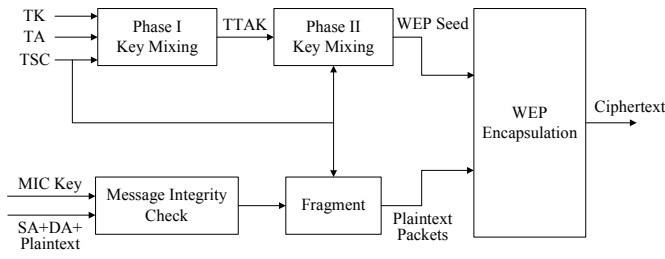 TK
TA
TSC
Phase I
Key Mixing
TTAK
Phase II
Key Mixing
WEP Seed
WEP
Encapsulation
Ciphertext
MIC Key
SA+DA+
Plaintext
Message Integrity
Check
Fragment
Plaintext
Packets